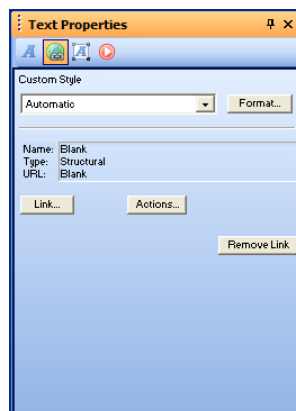 Text Properties
Custom Style
Automatic
Format...
Name: Blank
Type: Structural
URL: Blank
Link...
Actions...
Remove Link